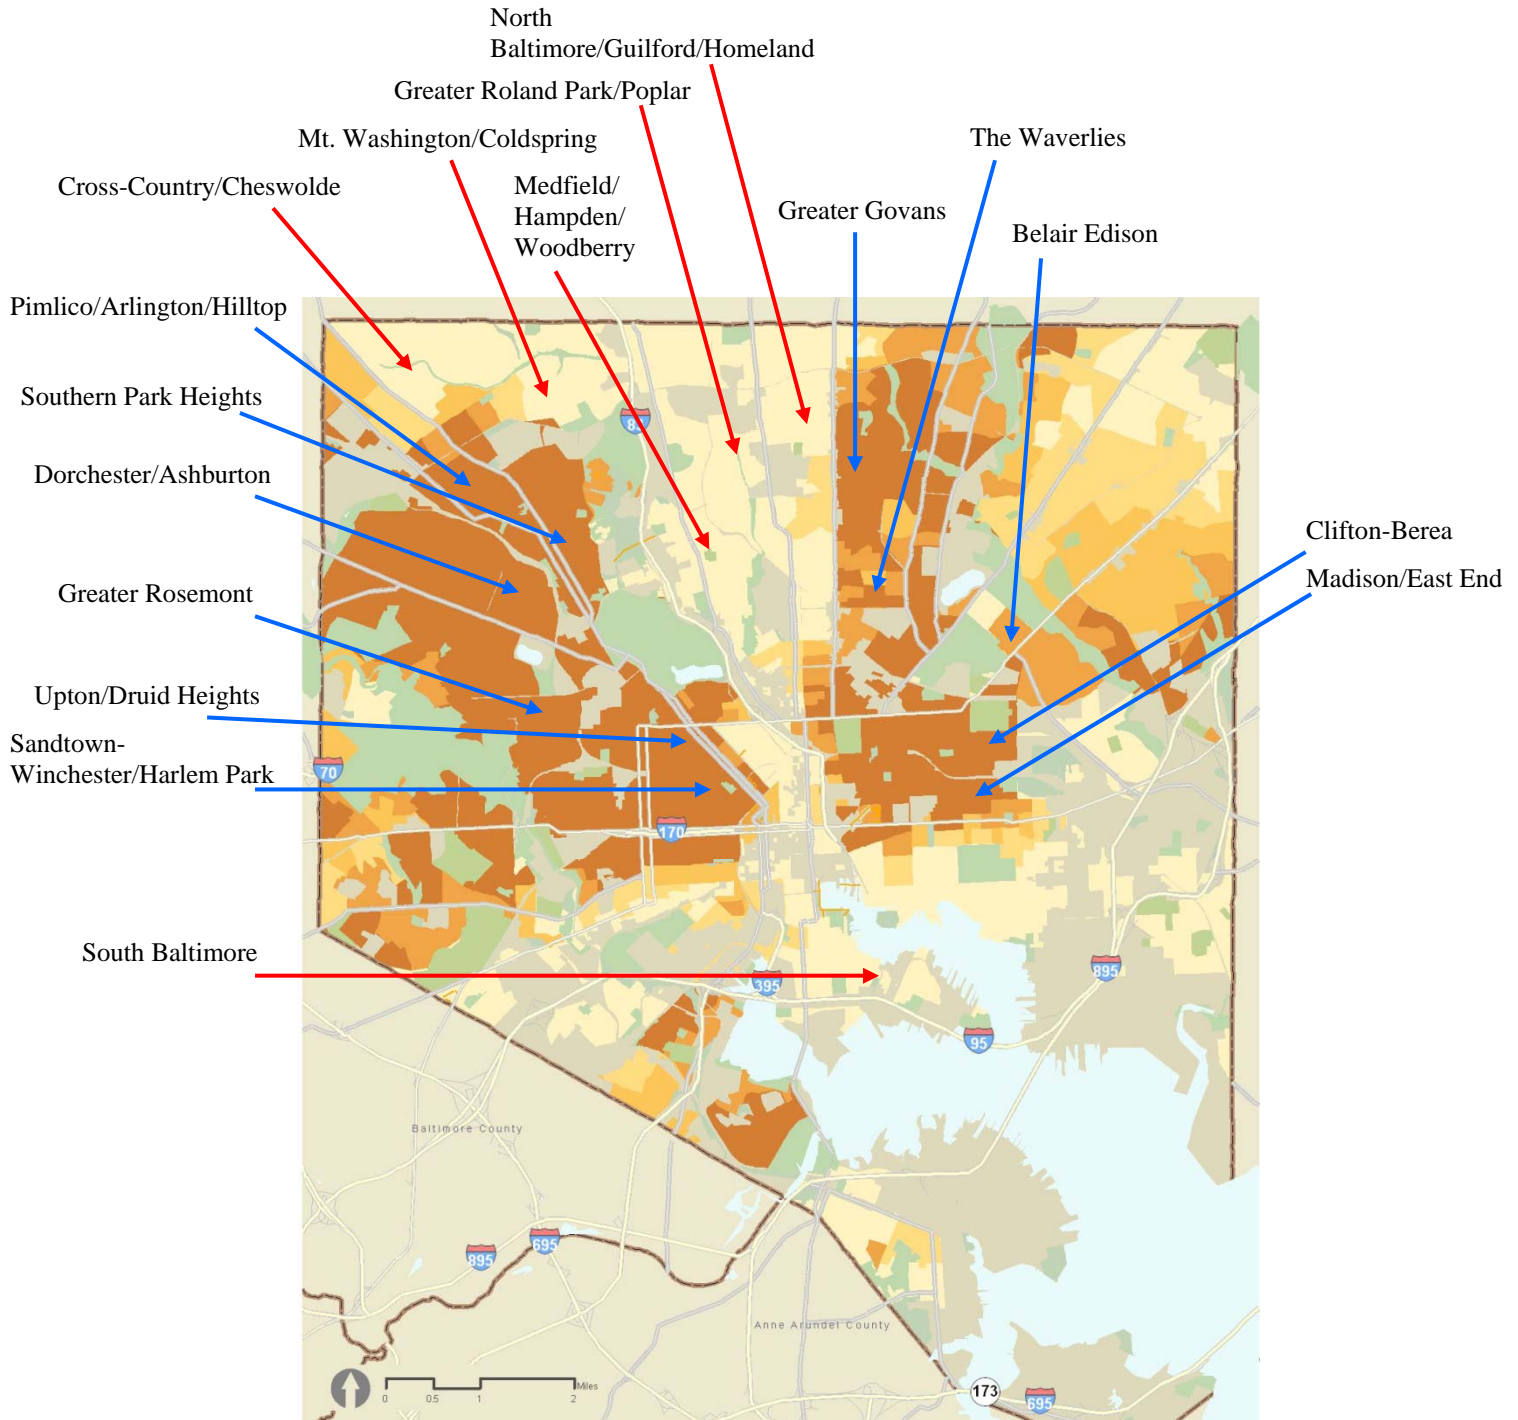 North
Baltimore/Guilford/Homeland
Greater Roland Park/Poplar
Mt. Washington/Coldspring
The Waverlies
Cross-Country/Cheswolde
Medfield/
Hampden/
Woodberry
Greater Govans
Belair Edison
Pimlico/Arlington/Hilltop
Southern Park Heights
Dorchester/Ashburton
Clifton-Berea
Madison/East End
Greater Rosemont
Upton/Druid Heights
Sandtown-
Winchester/Harlem Park
70
170
South Baltimore
395
895
95
Baltimore County
895
695
Anne Arundel County
Miles
0 0.5 1 2
173
695